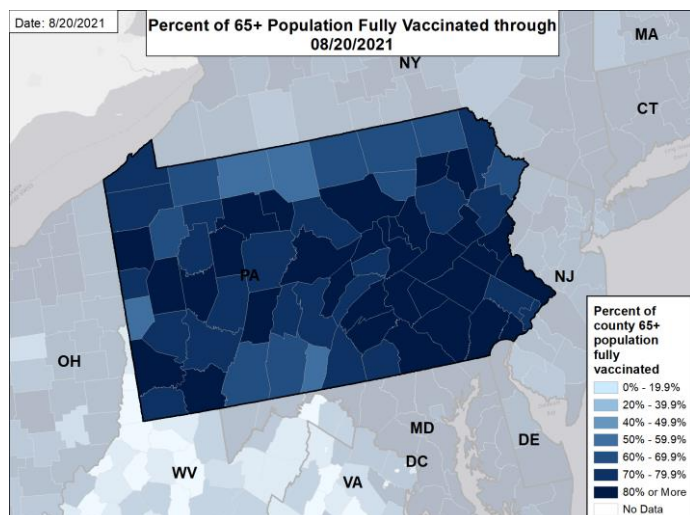 Date: 8/20/2021
Percent of 65+ Population Fully Vaccinated through
08/20/2021
MA
NY
CT
PA
NJ
OH
MD
DE
DC
WV
VA
Percent of
county 65+
population
fully
vaccinated
0% - 19.9%
20% - 39.9%
40% - 49.9%
50% - 59.9%
60% - 69.9%
70% - 79.9%
80% or More
No Data